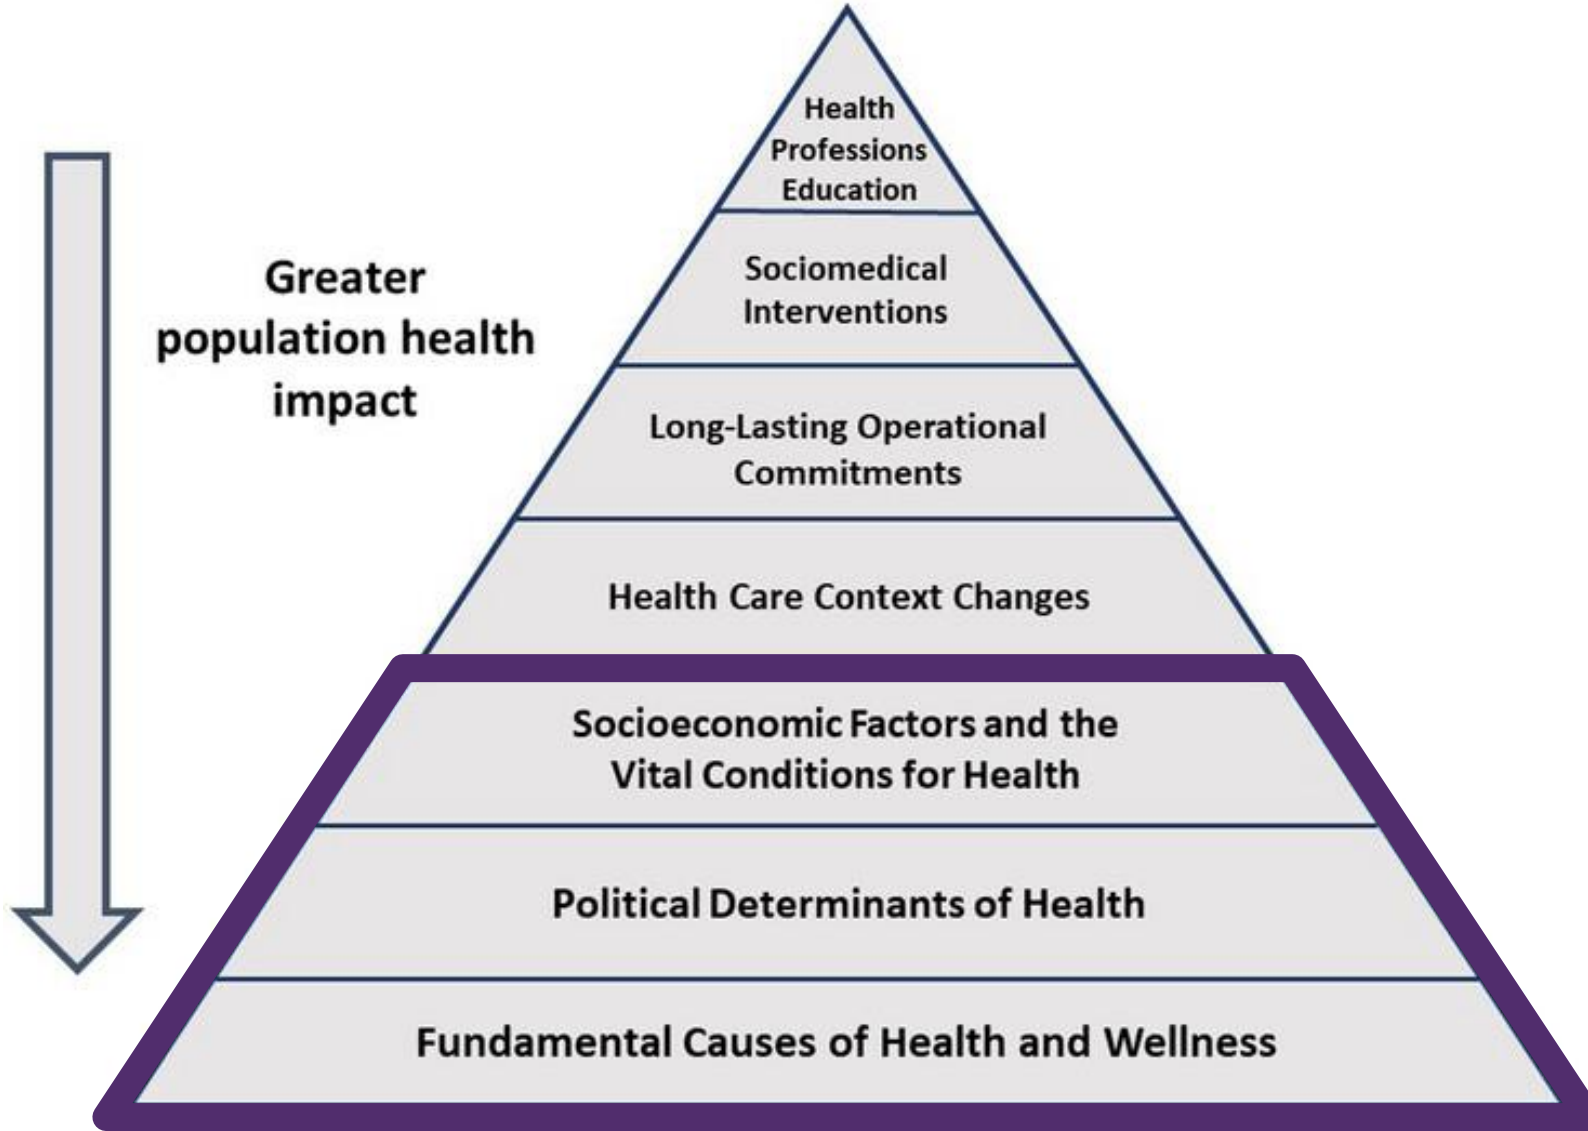 Health
Professions
Education
Sociomedical
Interventions
Greater
population health
impact
Long-Lasting Operational
Commitments
Health Care Context Changes
Socioeconomic Factors and the
Vital Conditions for Health
Political Determinants of Health
Fundamental Causes of Health and Wellness